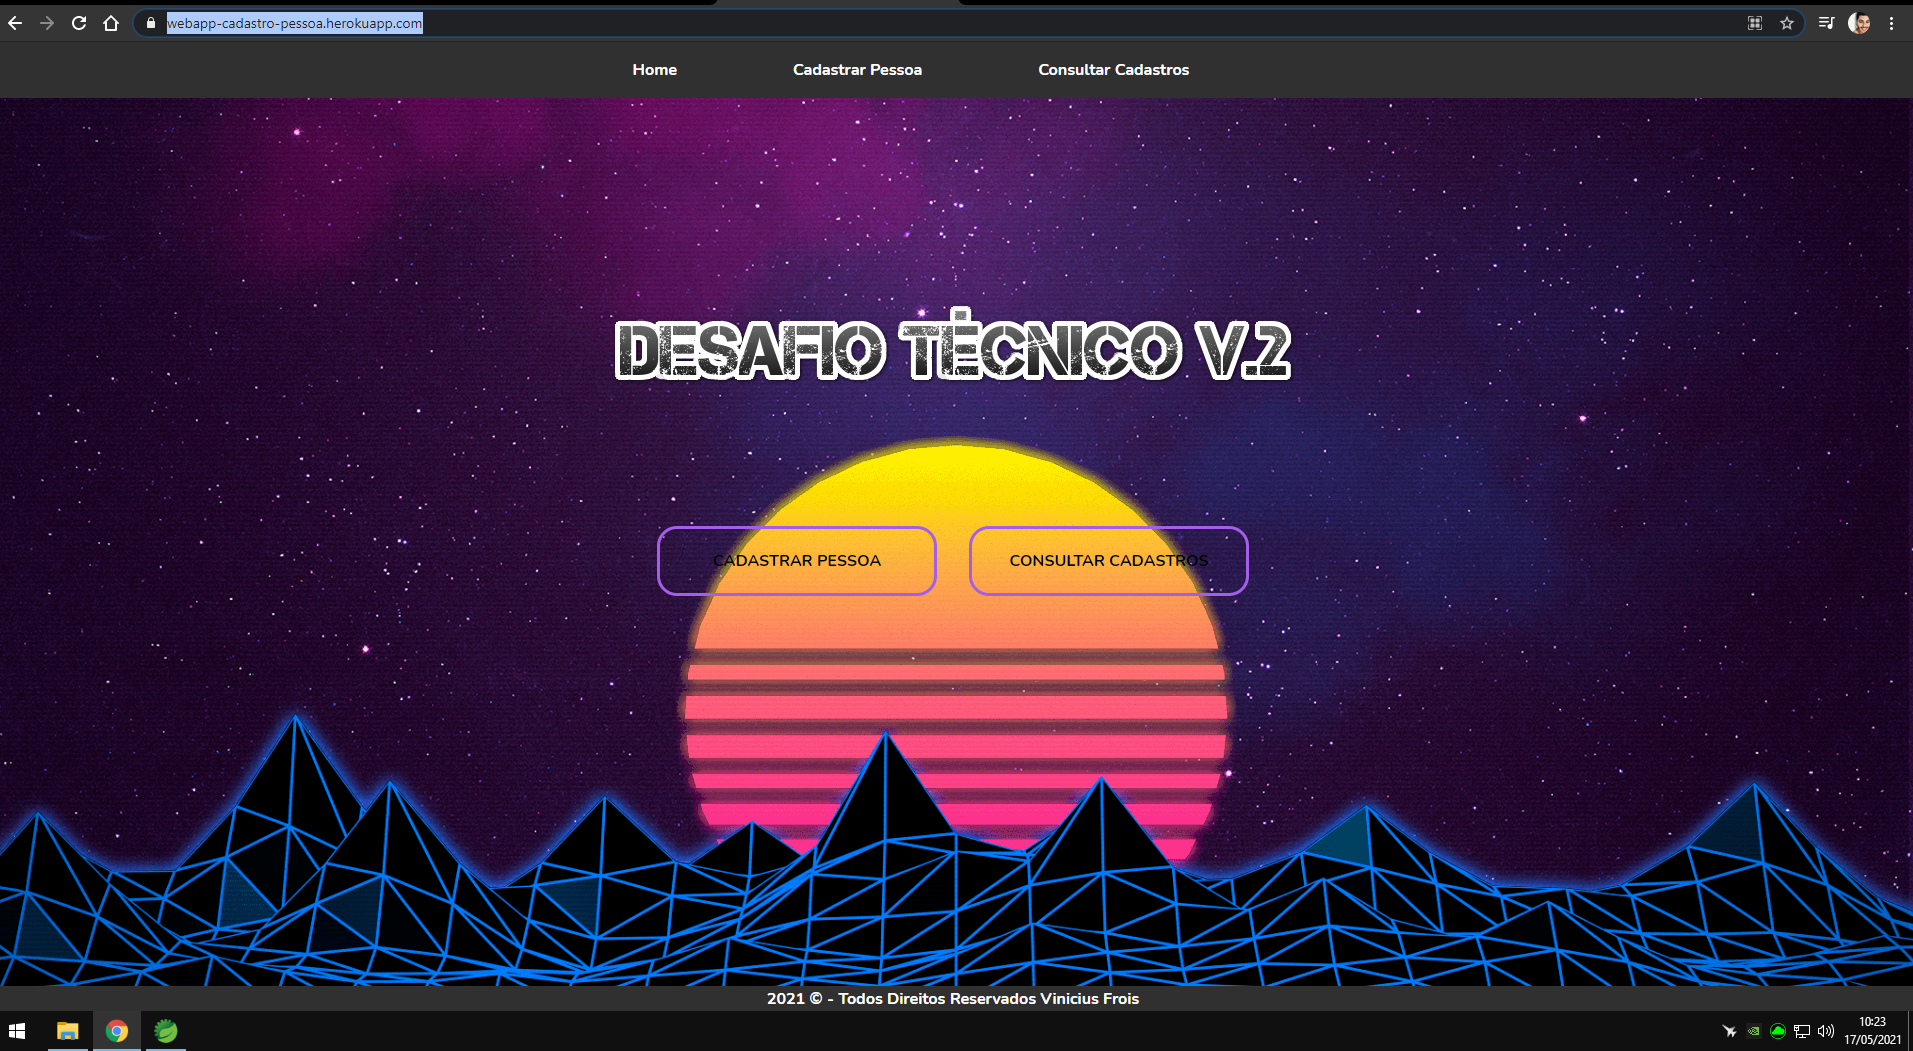 webapp-cadastro-pessoa.herokuapp.com
Home Cadastrar Pessoa Consultar Cadastros
DESAFIO TÉCNICO V.2
CADASTRAR PESSOA CONSULTAR CADASTROS
2021 © - Todos Direitos Reservados Vinicius Frois
10:23
17/05/2021